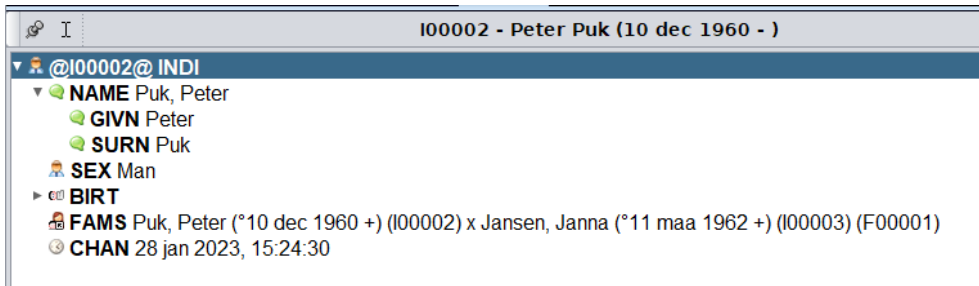 I00002 - Peter Puk (10 dec 1960 - )
@I00002@ INDI
NAME Puk, Peter
GIVN Peter
SURN Puk
SEX Man
BIRT
FAMS Puk, Peter (°10 dec 1960 +) (I00002) x Jansen, Janna (°11 maa 1962 +) (I00003) (F00001)
CHAN 28 jan 2023, 15:24:30